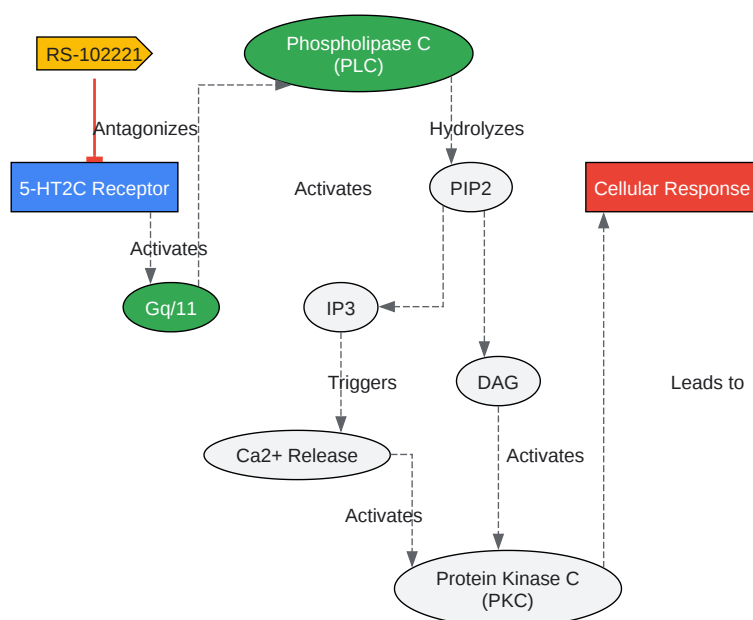 Phospholipase C
(PLC)
RS-102221
Antagonizes
Hydrolyzes
5-HT2C Receptor
Activates
PIP2
Cellular Response
Activates
Gq/11
IP3
Triggers
DAG
Leads to
Ca2+ Release
Activates
Activates
Protein Kinase C
(PKC)